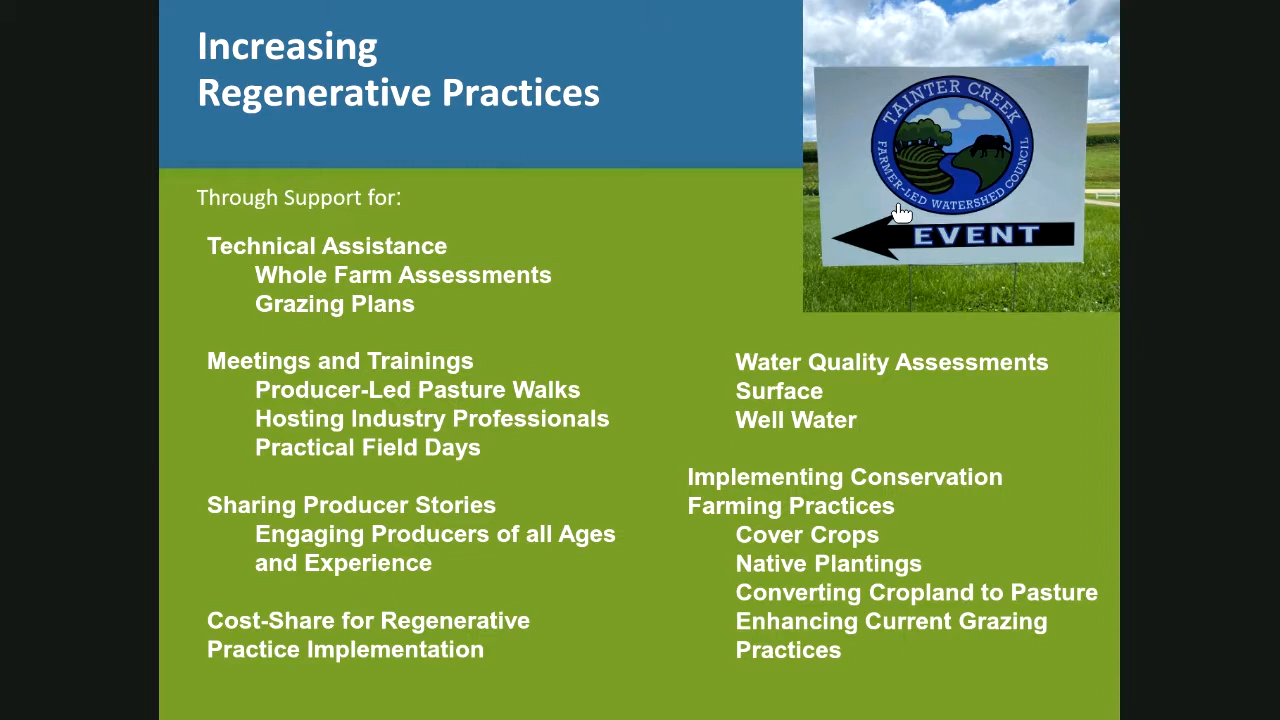 Increasing
Regenerative Practices
TAINTER CREEK
FARMER-LED WATERSHED COUNCIL
EVENT
Through Support for:
Technical Assistance
Whole Farm Assessments
Grazing Plans
Meetings and Trainings
Producer-Led Pasture Walks
Hosting Industry Professionals
Practical Field Days
Sharing Producer Stories
Engaging Producers of all Ages
and Experience
Cost-Share for Regenerative
Practice Implementation
Water Quality Assessments
Surface
Well Water
Implementing Conservation
Farming Practices
Cover Crops
Native Plantings
Converting Cropland to Pasture
Enhancing Current Grazing
Practices